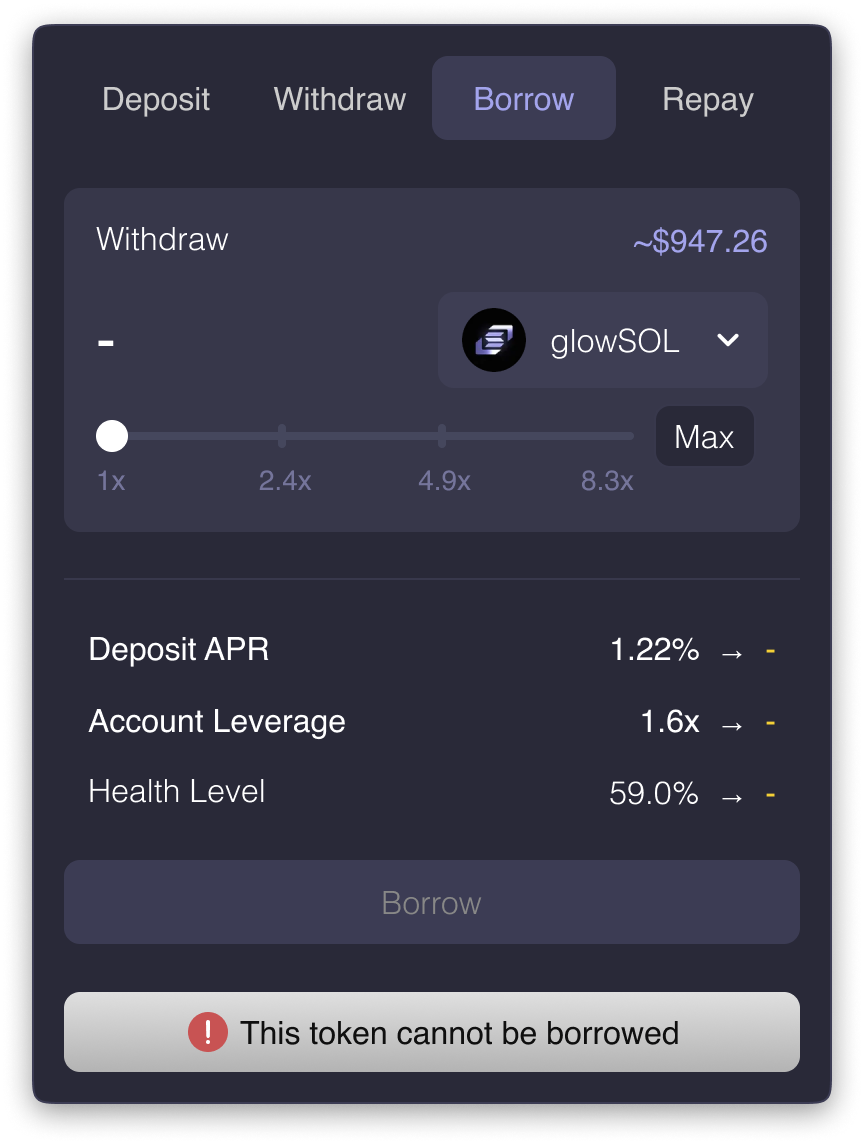 Deposit Withdraw Borrow Repay
Withdraw ~$947.26
- glowSOL
Max
1x 2.4x 4.9x 8.3x
Deposit APR 1.22% → -
Account Leverage 1.6x → -
Health Level 59.0% → -
Borrow
This token cannot be borrowed